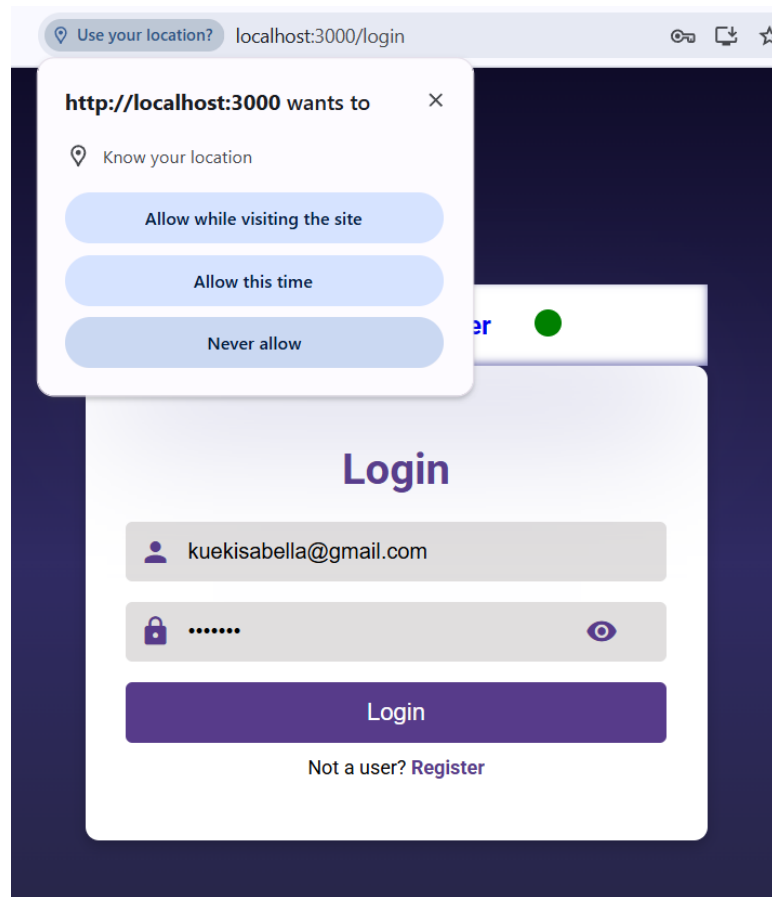 Use your location? localhost:3000/login
http://localhost:3000 wants to
Know your location
Allow while visiting the site
Allow this time
Never allow
er
Login
kuekisabella@gmail.com
•••••••
Login
Not a user? Register